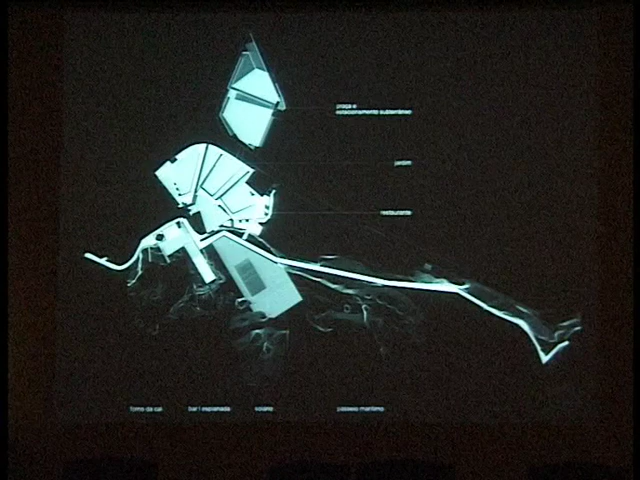 praça e
estacionamento subterrâneo
jardim
restaurante
forno da cal
bar | esplanada
solário
passeio marítimo